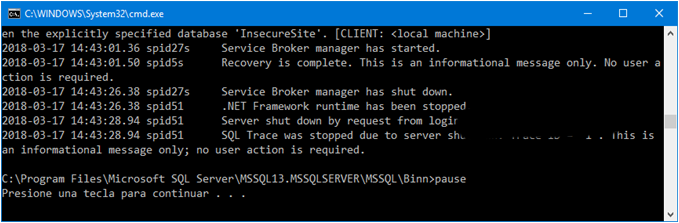 C:\WINDOWS\System32\cmd.exe
en the explicitly specified database 'InsecureSite'. [CLIENT: <local machine>]
2018-03-17 14:43:01.36 spid27s     Service Broker manager has started.
2018-03-17 14:43:01.50 spid5s      Recovery is complete. This is an informational message only. No user a
ction is required.
2018-03-17 14:43:26.38 spid27s     Service Broker manager has shut down.
2018-03-17 14:43:26.38 spid51      .NET Framework runtime has been stopped
2018-03-17 14:43:28.94 spid51      Server shut down by request from login
2018-03-17 14:43:28.94 spid51      SQL Trace was stopped due to server This is
an informational message only; no user action is required.
C:\Program Files\Microsoft SQL Server\MSSQL13.MSSQLSERVER\MSSQL\Binn>pause
Presione una tecla para continuar . . .